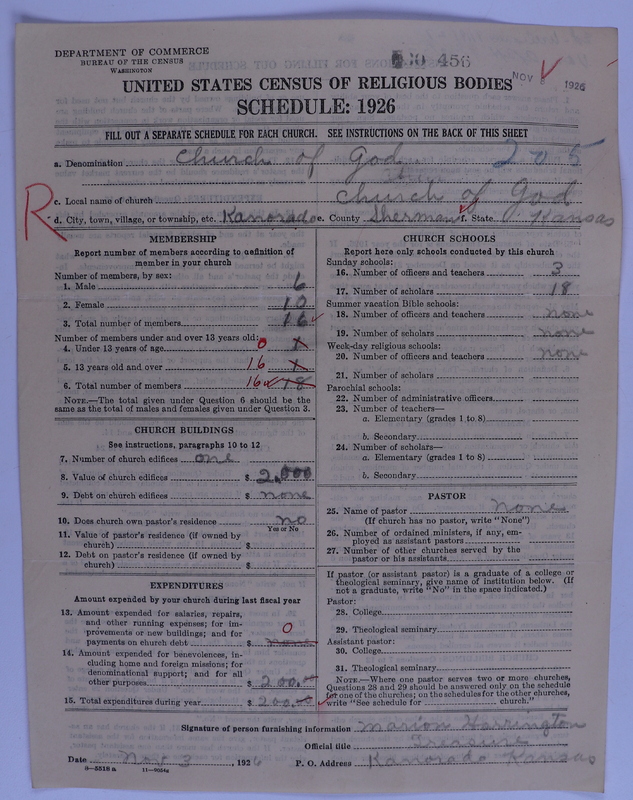 DEPARTMENT OF COMMERCE
BUREAU OF THE CENSUS
WASHINGTON
30 456
UNITED STATES CENSUS OF RELIGIOUS BODIES
NOV 1926
SCHEDULE: 1926
FILL OUT A SEPARATE SCHEDULE FOR EACH CHURCH. SEE INSTRUCTIONS ON THE BACK OF THIS SHEET
a. Denomination Church of God 205
c. Local name of church Church of God
R
d. City, town, village, or township, etc. Kanorado e. County Sherman f. State Kansas
MEMBERSHIP
Report number of members according to definition of member in your church
Number of members, by sex:
1. Male 6
2. Female 10
3. Total number of members 16
Number of members under and over 13 years old:
4. Under 13 years of age 0
5. 13 years old and over 16
6. Total number of members 16 18
NOTE.—The total given under Question 6 should be
same as the total of males and females given under Question 3.
CHURCH BUILDINGS
See instructions, paragraphs 10 to 12
7. Number of church edifices one
8. Value of church edifices $ 2,000
9. Debt on church edifices $ none
10. Does church own pastor's residence no
Yes or No
11. Value of pastor's residence (if owned by
church) $
12. Debt on pastor's residence (if owned by
church) $
EXPENDITURES
Amount expended by your church during last fiscal year
13. Amount expended for salaries, repairs,
and other running expenses; for im-
provements or new buildings; and for
payments on church debt $ none 0
14. Amount expended for benevolences, in-
cluding home and foreign missions; for
denominational support; and for all
other purposes $ 200.00
15. Total expenditures during year $ 200.00
CHURCH SCHOOLS
Report here only schools conducted by this church
Sunday schools:
16. Number of officers and teachers 3
17. Number of scholars 18
Summer vacation Bible schools:
18. Number of officers and teachers none
19. Number of scholars none
Week-day religious schools:
20. Number of officers and teachers none
21. Number of scholars
Parochial schools:
22. Number of administrative officers
23. Number of teachers—
a. Elementary (grades 1 to 8)
b. Secondary
24. Number of scholars—
a. Elementary (grades 1 to 8)
b. Secondary
PASTOR
25. Name of pastor None
(If church has no pastor, write "None")
26. Number of ordained ministers, if any, em-
ployed as assistant pastors
27. Number of other churches served by the
pastor or his assistants
If pastor (or assistant pastor) is a graduate of a college or
theological seminary, give name of institution below. (If
not a graduate, write "No" in the space indicated.)
Pastor:
28. College
29. Theological seminary
Assistant pastor:
30. College
31. Theological seminary
NOTE.—Where one pastor serves two or more churches,
Questions 28 and 29 should be answered only on the schedule
for one of the churches; on the schedules for the other churches,
write "See schedule for church."
Signature of person furnishing information Marion Harrington
Official title Treasure
Date Nov 3, 1926 P. O. Address Kanorado Kansas
8—5518 a 11—9054a